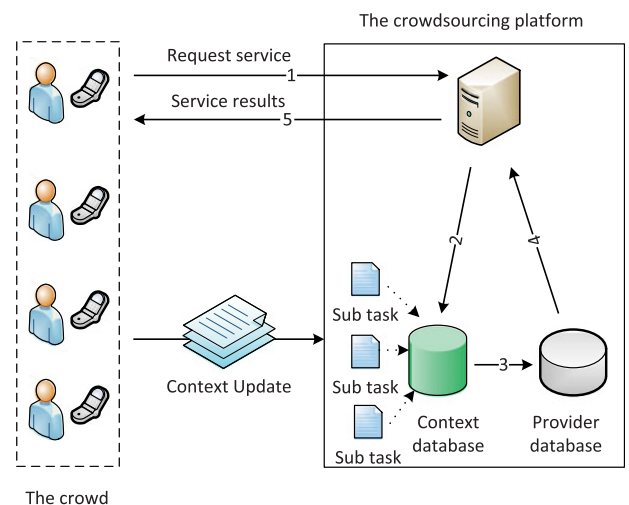 The crowdsourcing platform
Request service
1
Service results
5
2
4
Sub task
Sub task
3
Context Update
Context
database
Provider
database
Sub task
The crowd